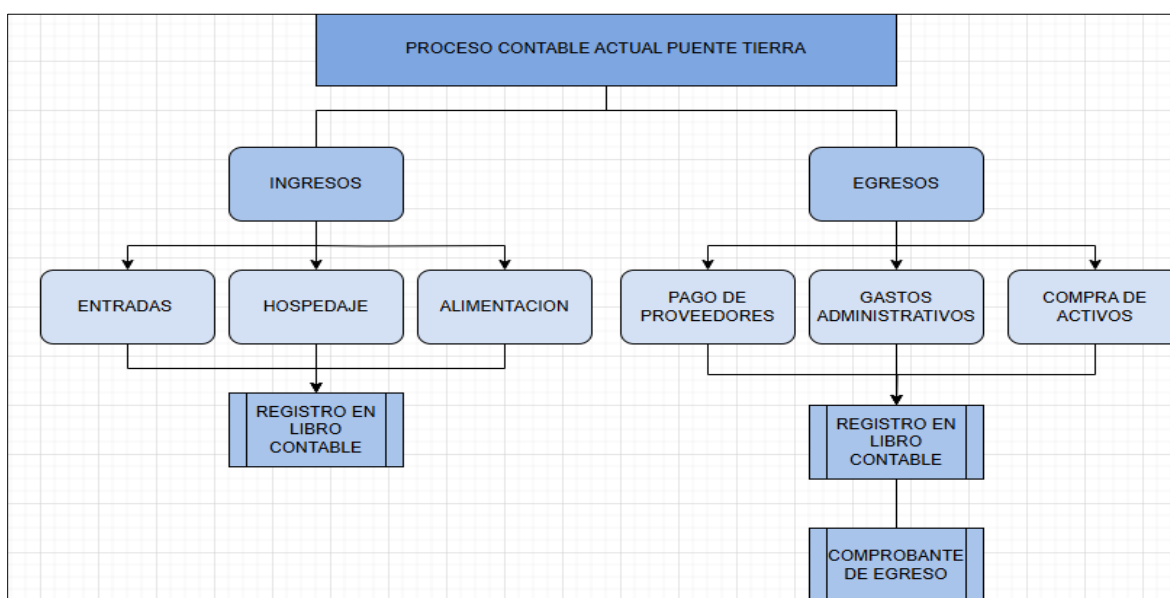 PROCESO CONTABLE ACTUAL PUENTE TIERRA
INGRESOS
EGRESOS
ENTRADAS
HOSPEDAJE
ALIMENTACION
PAGO DE
PROVEEDORES
GASTOS
ADMINISTRATIVOS
COMPRA DE
ACTIVOS
REGISTRO EN
LIBRO
CONTABLE
REGISTRO EN
LIBRO
CONTABLE
COMPROBANTE
DE EGRESO